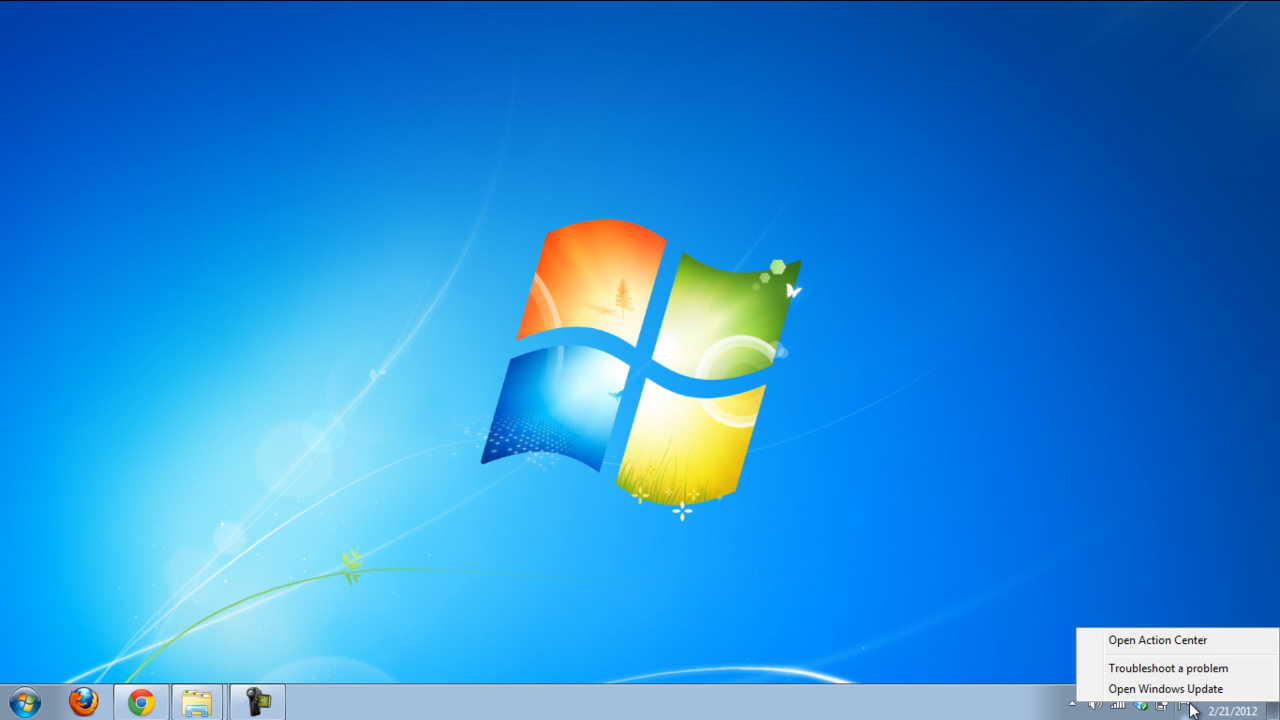 Open Action Center
Troubleshoot a problem
Open Windows Update
2/21/2012